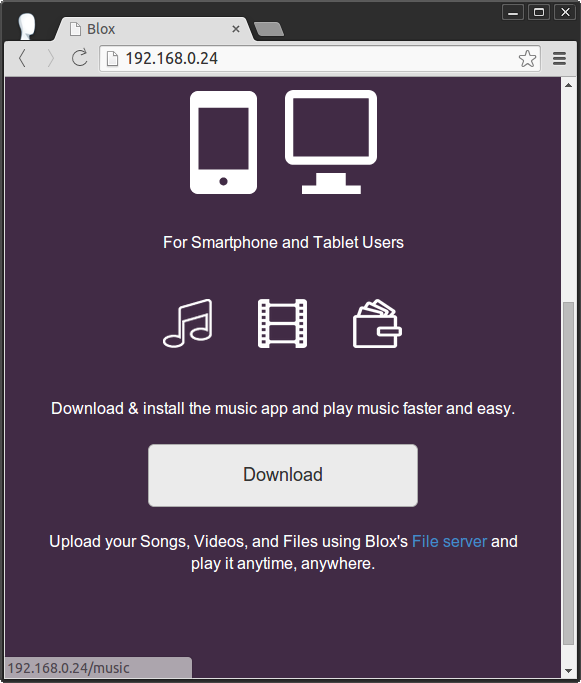 Blox
192.168.0.24
For Smartphone and Tablet Users
Download & install the music app and play music faster and easy.
Download
Upload your Songs, Videos, and Files using Blox's File server and
play it anytime, anywhere.
192.168.0.24/music